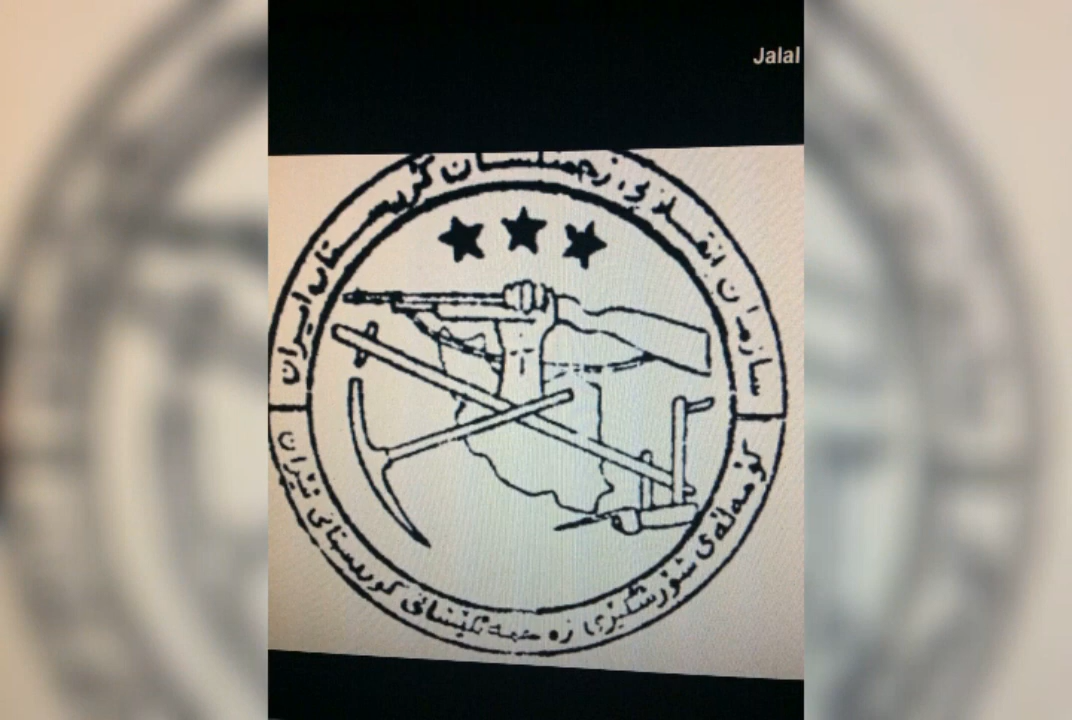 Jalal
سازمان انقلابی زحمتکشان کردستان ایران
کۆمەڵەی شۆڕشگێڕی زەحمەتکێشانی کوردستانی ئێران